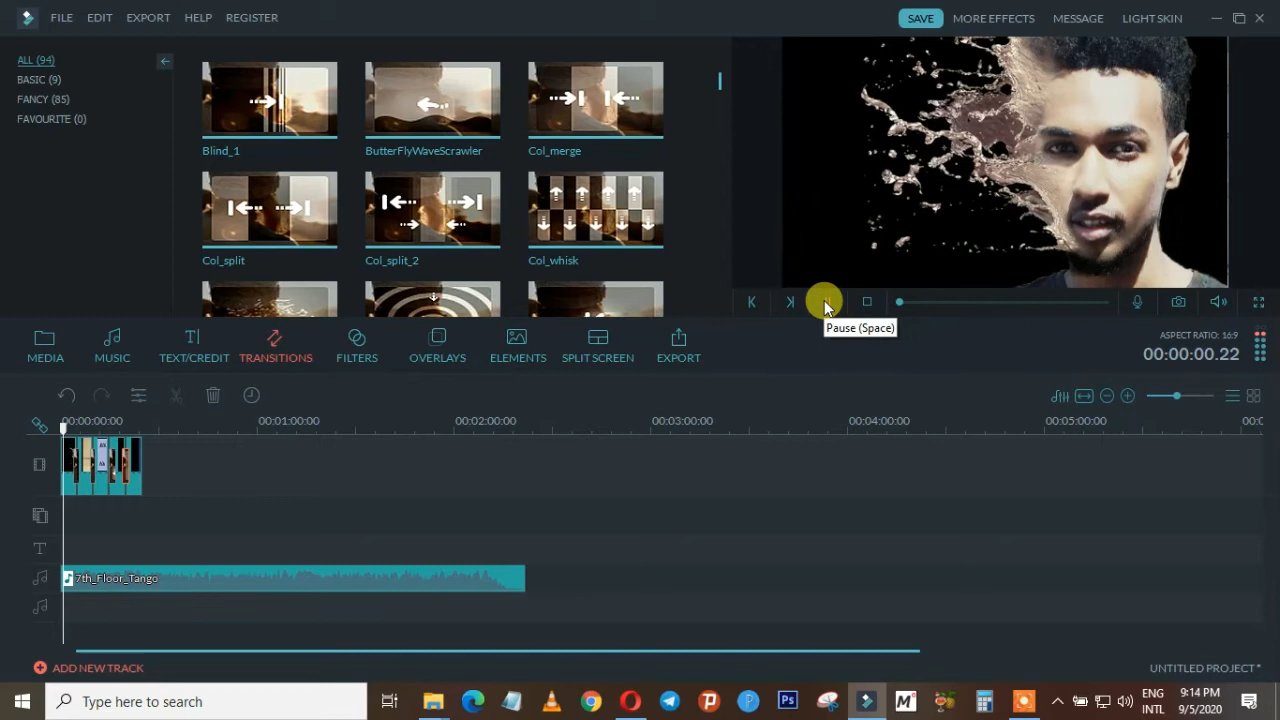 FILE EDIT EXPORT HELP REGISTER
SAVE MORE EFFECTS MESSAGE LIGHT SKIN
ALL (94)
BASIC (9)
FANCY (85)
FAVOURITE (0)
Blind_1 ButterFlyWaveScrawler Col_merge
Col_split Col_split_2 Col_whisk
Pause (Space)
MEDIA MUSIC TEXT/CREDIT TRANSITIONS FILTERS OVERLAYS ELEMENTS SPLIT SCREEN EXPORT
ASPECT RATIO: 16:9
00:00:00.22
00:00:00:00 00:01:00:00 00:02:00:00 00:03:00:00 00:04:00:00 00:05:00:00 00:0
T
7th_Floor_Tango
ADD NEW TRACK
UNTITLED PROJECT*
Type here to search
Ps
ENG
INTL
9:14 PM
9/5/2020